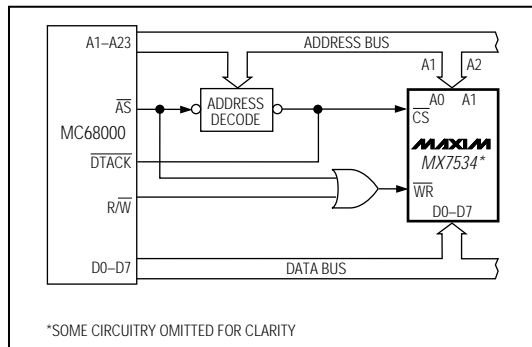 A1–A23
ADDRESS BUS
A1
A2
AS
ADDRESS
DECODE
A0 A1
CS
MC68000
MAXIM
MX7534*
DTACK
R/W
WR
D0–D7
D0–D7
DATA BUS
*SOME CIRCUITRY OMITTED FOR CLARITY